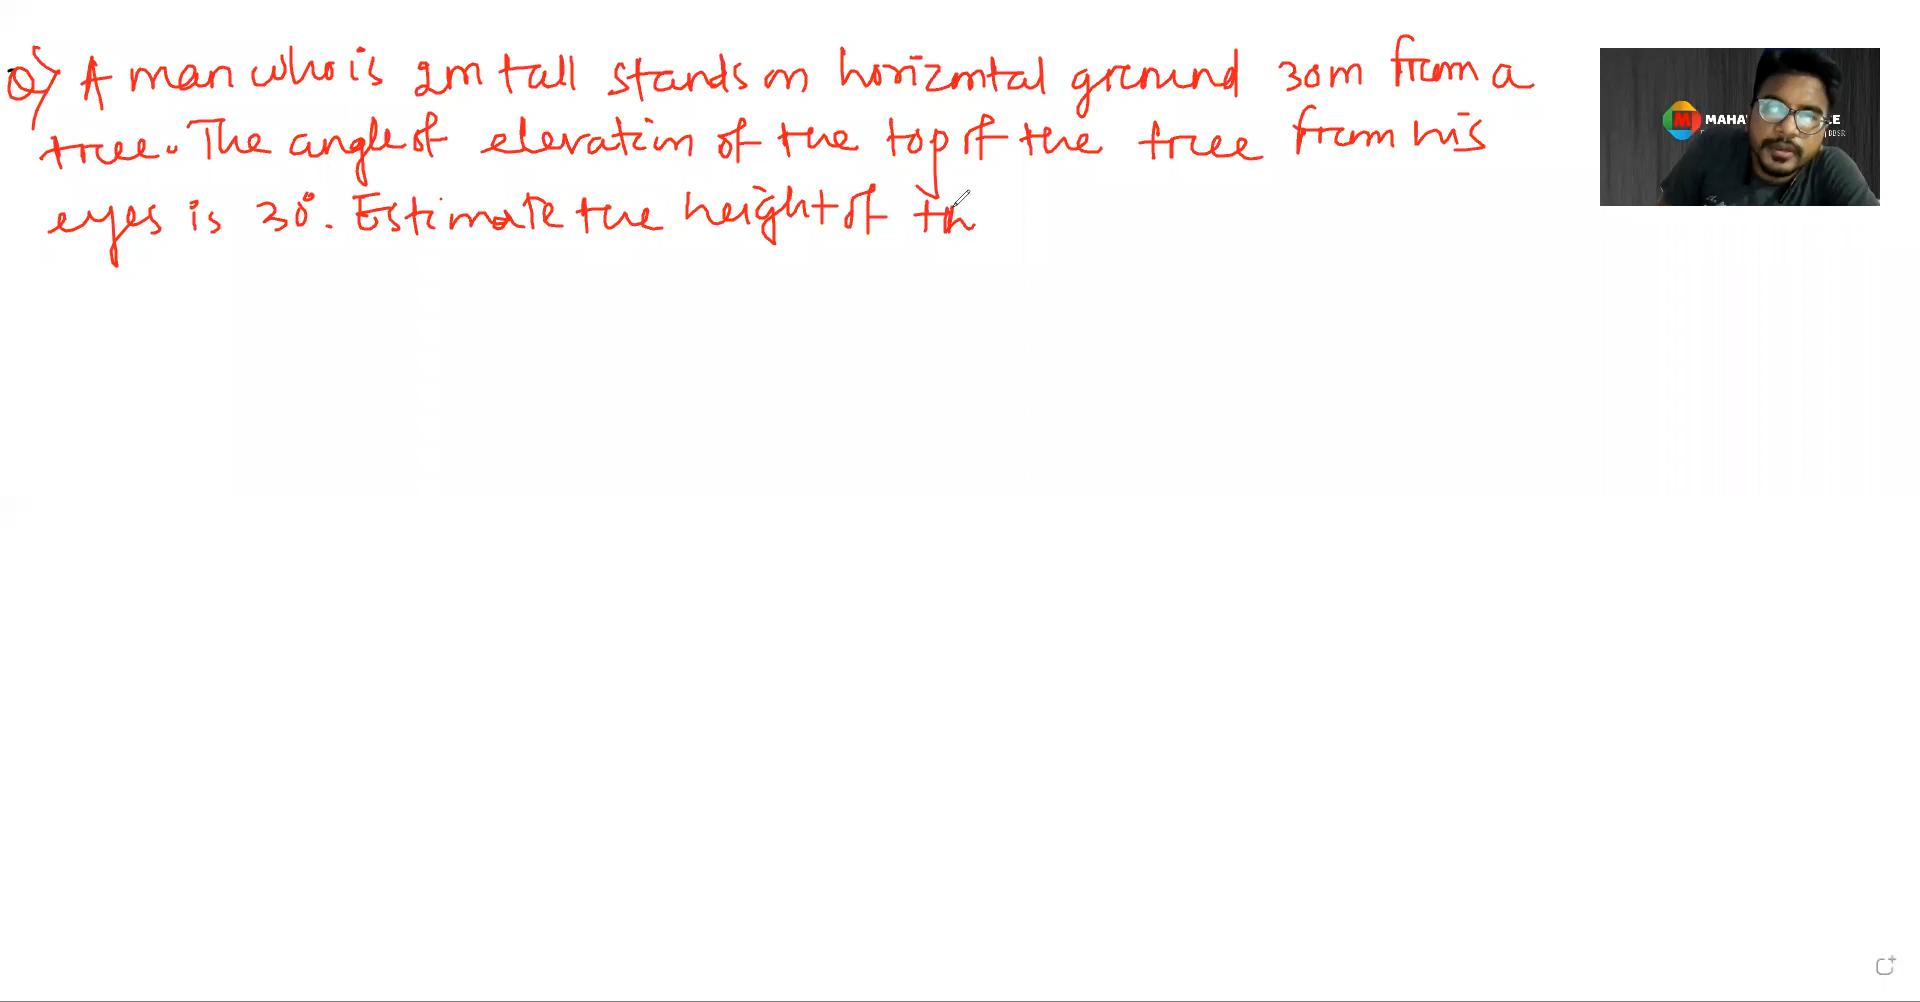 Q) A man who is 2m tall stands on horizontal ground 30m from a
tree. The angle of elevation of the top of the tree from his
eyes is 30°. Estimate the height of th
MAHA